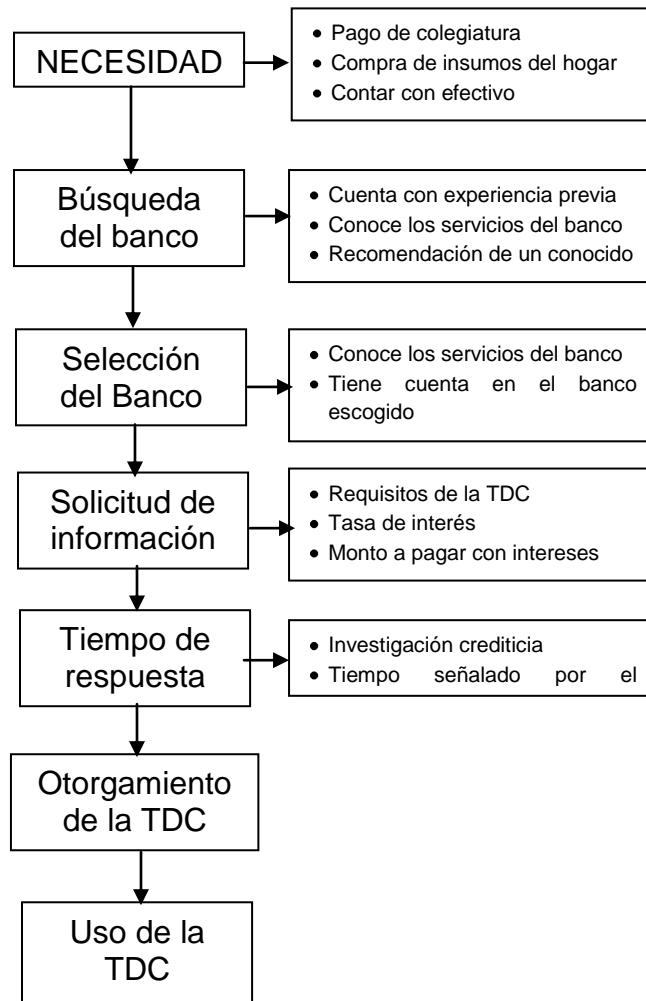 NECESIDAD
• Pago de colegiatura
• Compra de insumos del hogar
• Contar con efectivo
Búsqueda
del banco
• Cuenta con experiencia previa
• Conoce los servicios del banco
• Recomendación de un conocido
Selección
del Banco
• Conoce los servicios del banco
• Tiene cuenta en el banco
escogido
Solicitud de
información
• Requisitos de la TDC
• Tasa de interés
• Monto a pagar con intereses
Tiempo de
respuesta
• Investigación crediticia
• Tiempo señalado por el
Otorgamiento
de la TDC
Uso de la
TDC